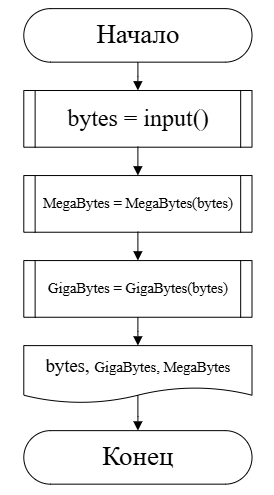 Начало
bytes = input()
MegaBytes = MegaBytes(bytes)
GigaBytes = GigaBytes(bytes)
bytes, GigaBytes, MegaBytes
Конец